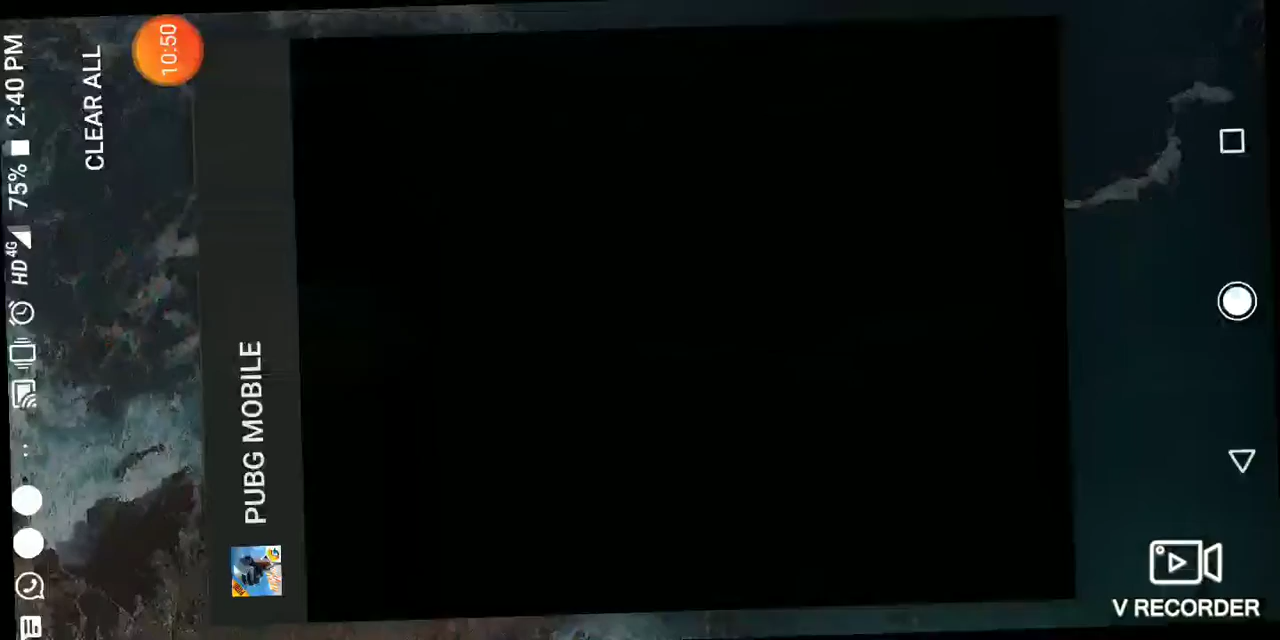 HD 4G 75% 2:40 PM
CLEAR ALL
10:50
PUBG MOBILE
V RECORDER